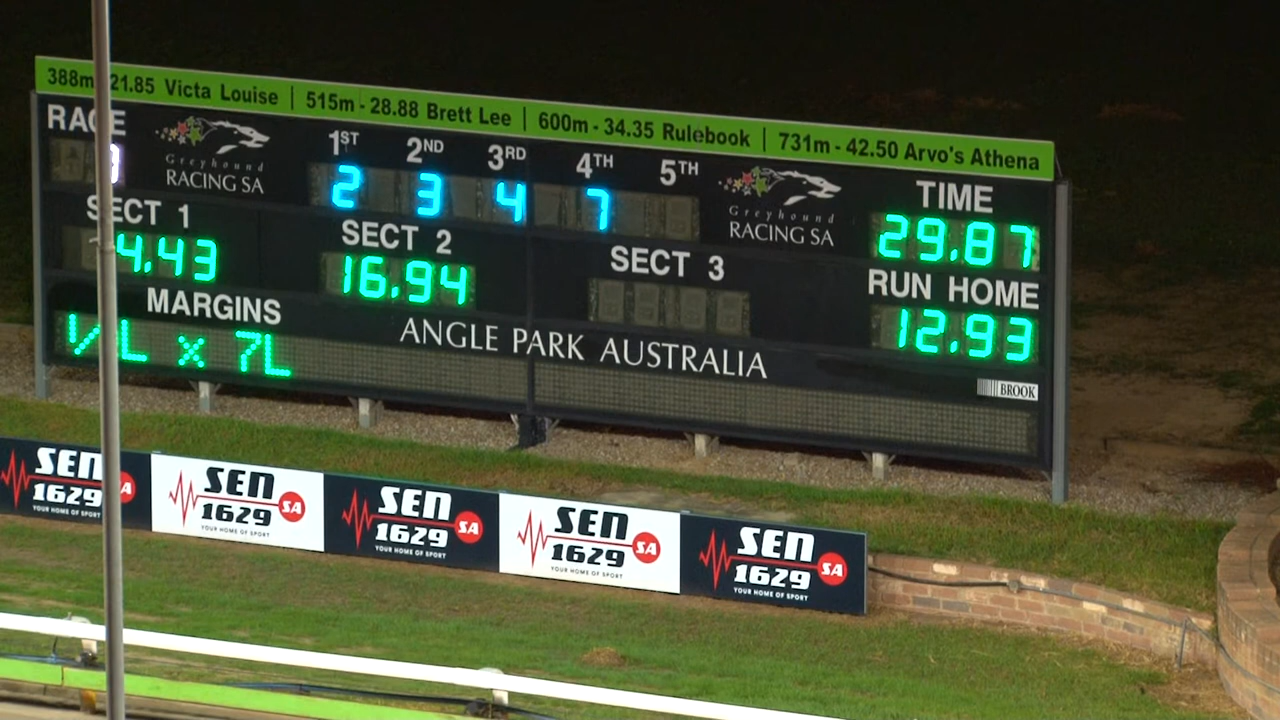 388m 21.85 Victa Louise | 515m - 28.88 Brett Lee | 600m - 34.35 Rulebook | 731m - 42.50 Arvo's Athena
RACE
Greyhound
RACING SA
1ST 2ND 3RD 4TH 5TH
2 3 4 7
Greyhound
RACING SA
TIME
29.87
SECT 1
4.43
SECT 2
16.94
SECT 3
RUN HOME
12.93
MARGINS
x 7L
ANGLE PARK AUSTRALIA
BROOK
SEN
1629
SA
YOUR HOME OF SPORT
SEN
1629
SA
YOUR HOME OF SPORT
SEN
1629
SA
YOUR HOME OF SPORT
SEN
1629
SA
YOUR HOME OF SPORT
SEN
1629
SA
YOUR HOME OF SPORT